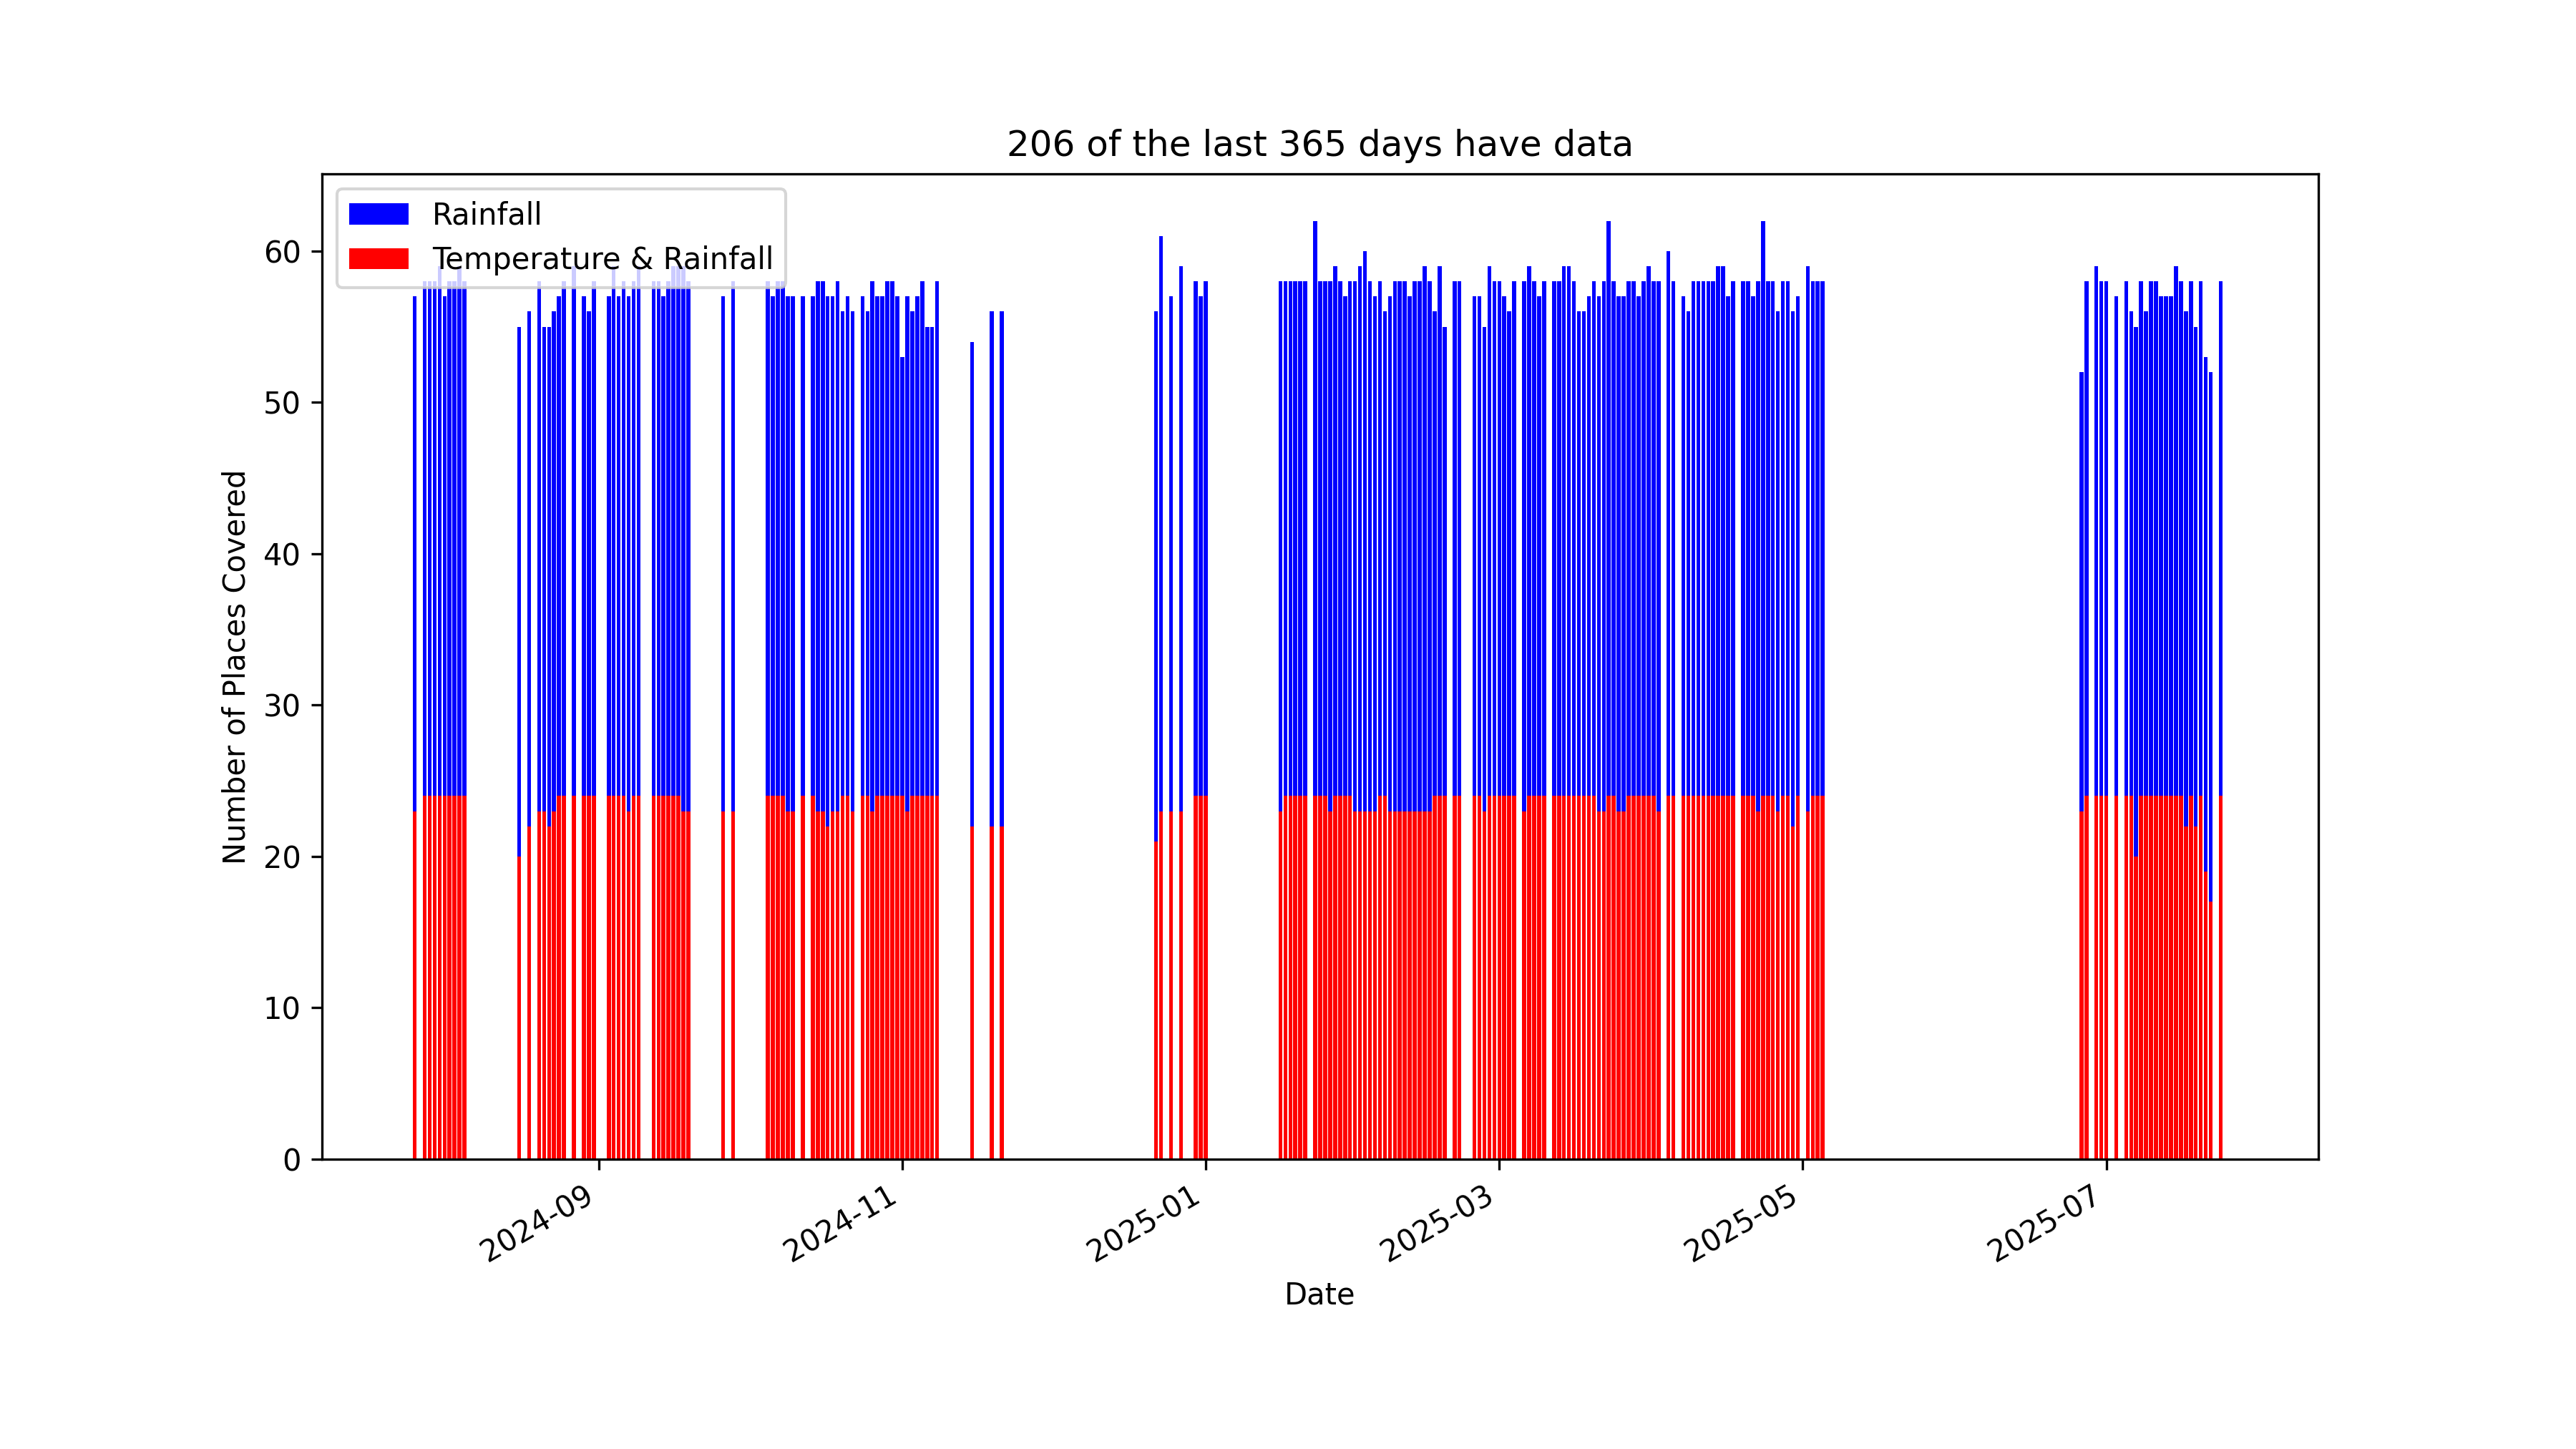 206 of the last 365 days have data
Rainfall
Temperature & Rainfall
Number of Places Covered
60
50
40
30
20
10
0
2024-09
2024-11
2025-01
2025-03
2025-05
2025-07
Date